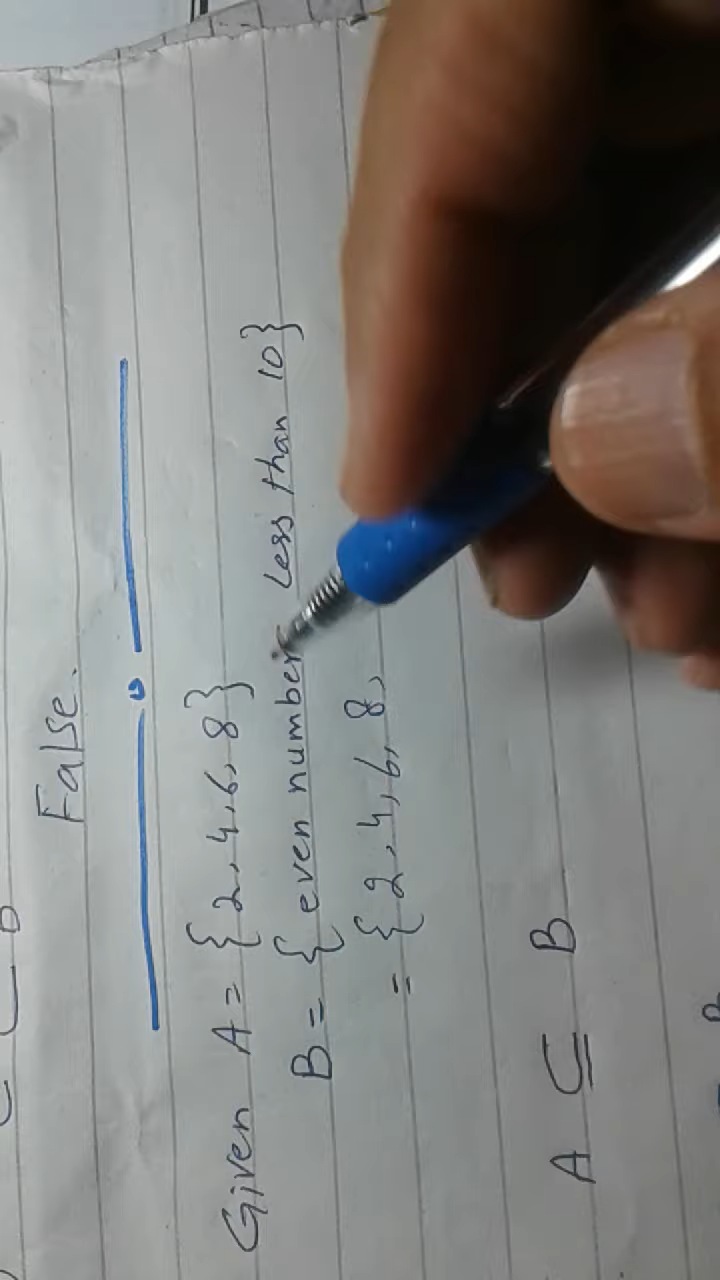 False.
Given A = {2, 4, 6, 8}
B = {even number less than 10}
= {2, 4, 6, 8,
A ⊆ B